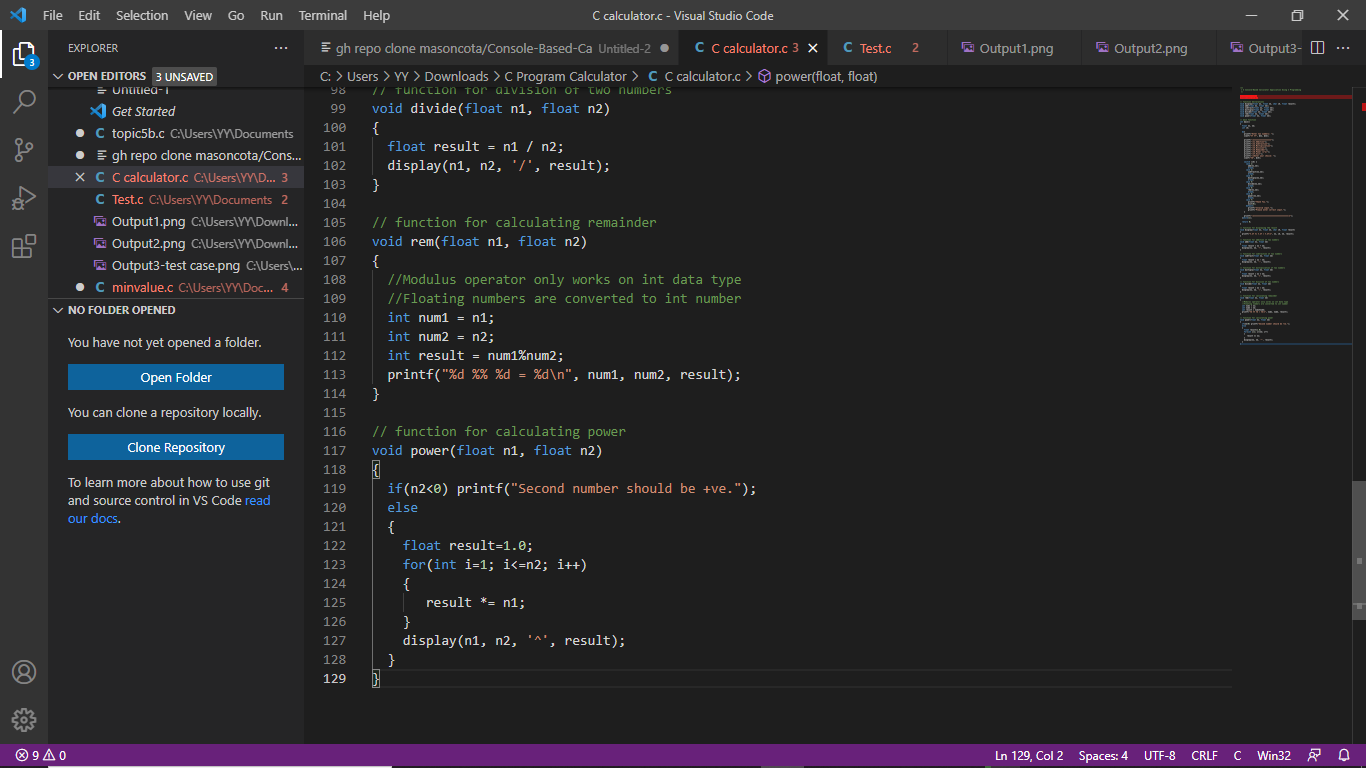 File Edit Selection View Go Run Terminal Help C calculator.c - Visual Studio Code
EXPLORER
OPEN EDITORS 3 UNSAVED
Untitled-1
Get Started
topic5b.c C:\Users\YY\Documents
gh repo clone masoncota/Cons...
C calculator.c C:\Users\YY\D... 3
Test.c C:\Users\YY\Documents 2
Output1.png C:\Users\YY\Downl...
Output2.png C:\Users\YY\Downl...
Output3-test case.png C:\Users\...
minvalue.c C:\Users\YY\Doc... 4
NO FOLDER OPENED
You have not yet opened a folder.
Open Folder
You can clone a repository locally.
Clone Repository
To learn more about how to use git
and source control in VS Code read
our docs.
3
gh repo clone masoncota/Console-Based-Ca Untitled-2 C C calculator.c 3 C Test.c 2 Output1.png Output2.png Output3-
C: > Users > YY > Downloads > C Program Calculator > C C calculator.c > power(float, float)
98 // function for division of two numbers
99 void divide(float n1, float n2)
100 {
101 float result = n1 / n2;
102 display(n1, n2, '/', result);
103 }
104
105 // function for calculating remainder
106 void rem(float n1, float n2)
107 {
108 //Modulus operator only works on int data type
109 //Floating numbers are converted to int number
110 int num1 = n1;
111 int num2 = n2;
112 int result = num1%num2;
113 printf("%d %% %d = %d\n", num1, num2, result);
114 }
115
116 // function for calculating power
117 void power(float n1, float n2)
118 {
119 if(n2<0) printf("Second number should be +ve.");
120 else
121 {
122 float result=1.0;
123 for(int i=1; i<=n2; i++)
124 {
125 result *= n1;
126 }
127 display(n1, n2, '^', result);
128 }
129 }
9 0 Ln 129, Col 2 Spaces: 4 UTF-8 CRLF C Win32